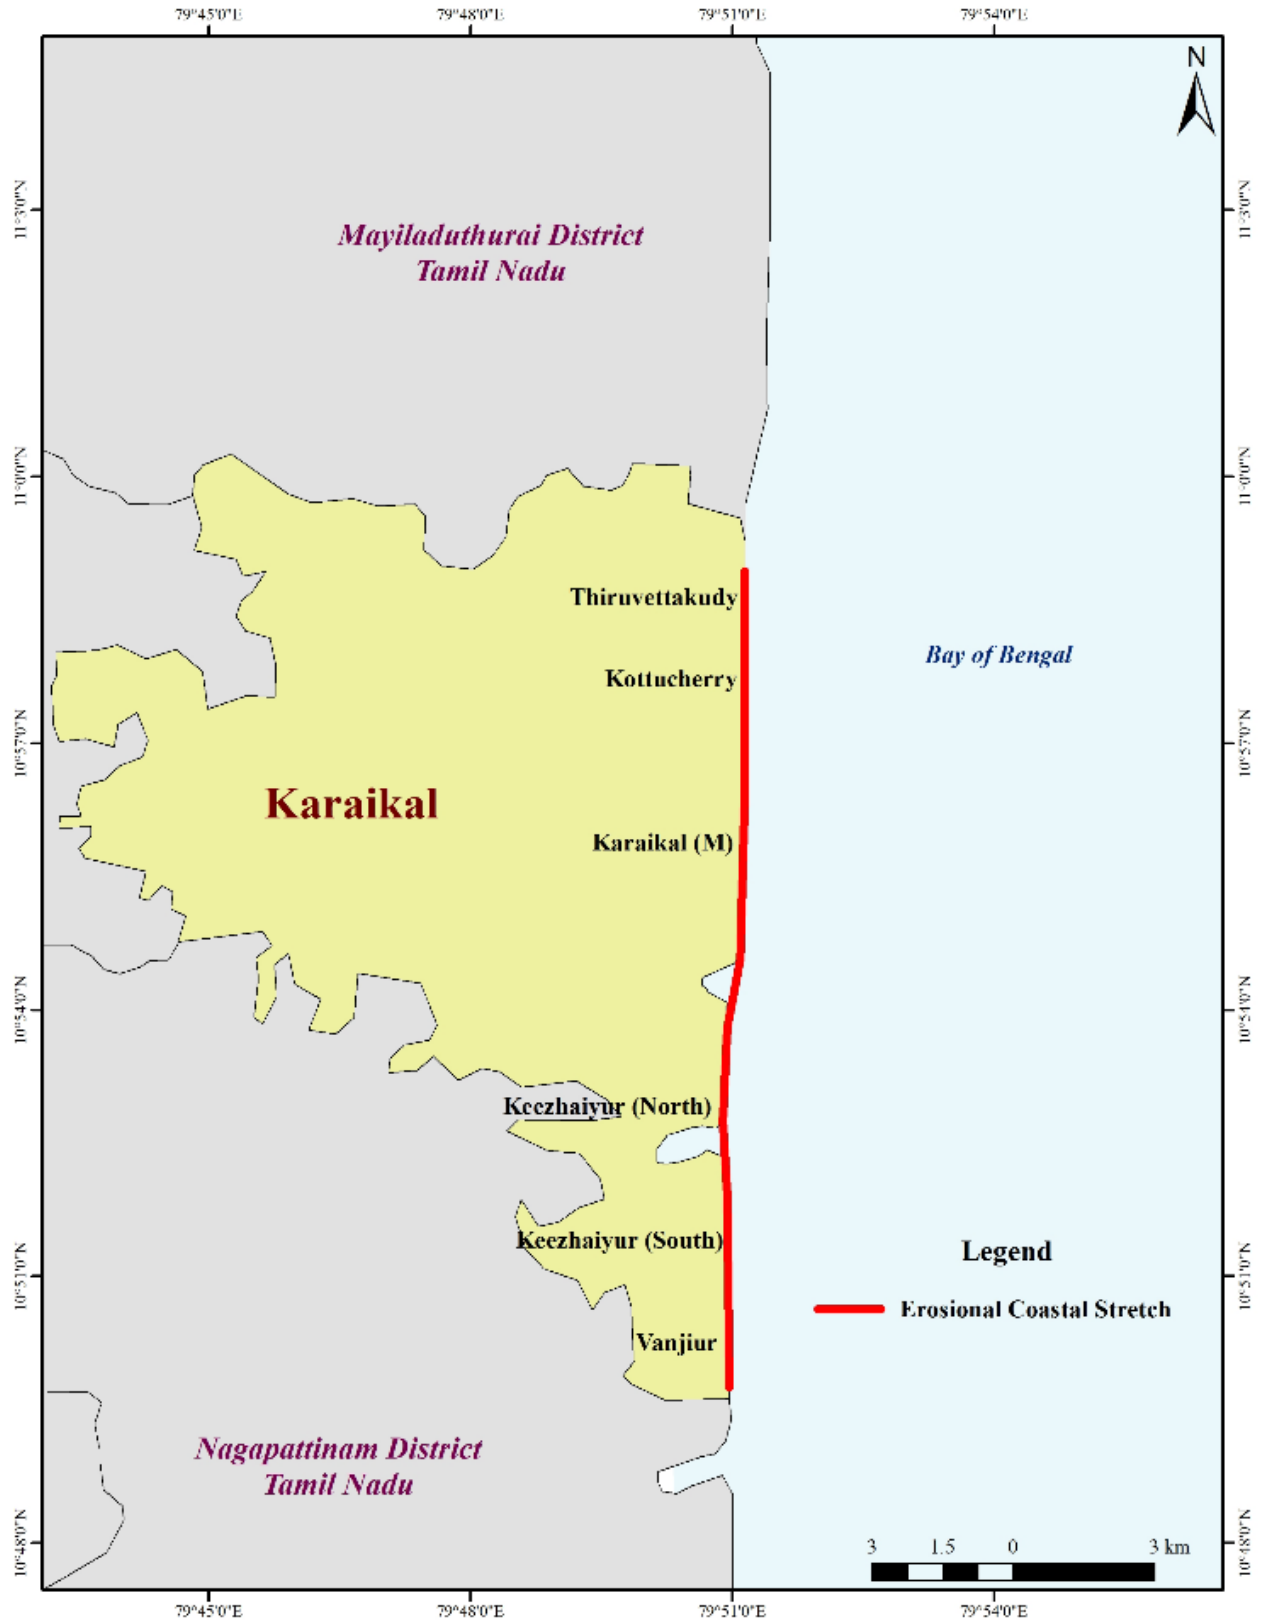 79°45'0"E 79°48'0"E 79°51'0"E 79°54'0"E
N
11°3'0"N 11°3'0"N
Mayiladuthurai District
Tamil Nadu
11°0'0"N 11°0'0"N
Thiruvettakudy
Bay of Bengal
Kottucherry
10°57'0"N 10°57'0"N
Karaikal
Karaikal (M)
10°54'0"N 10°54'0"N
Keezhaiyur (North)
Keezhaiyur (South)
Legend
10°51'0"N 10°51'0"N
Erosional Coastal Stretch
Vanjiur
Nagapattinam District
Tamil Nadu
10°48'0"N 10°48'0"N
3 1.5 0 3 km
79°45'0"E 79°48'0"E 79°51'0"E 79°54'0"E